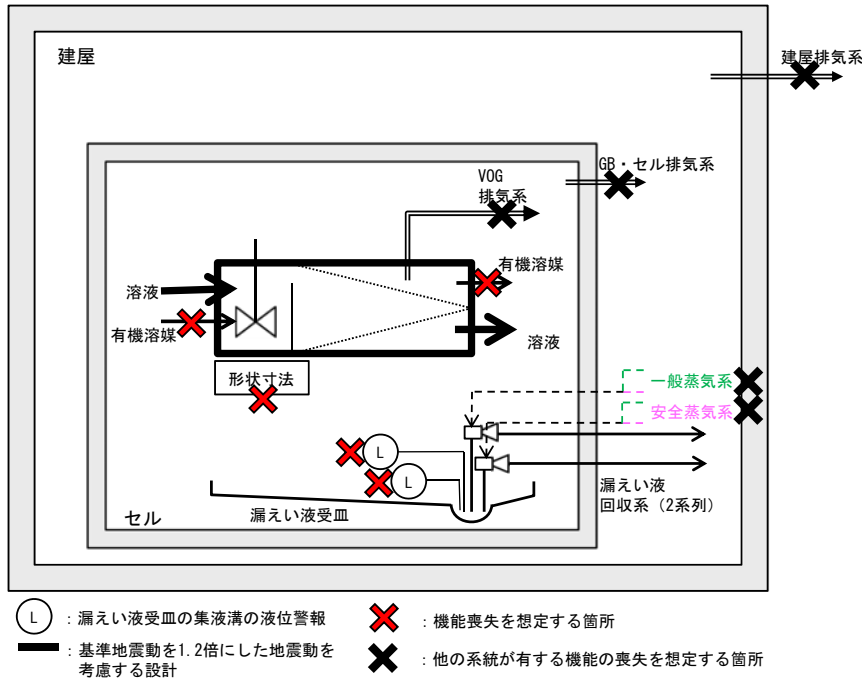 建屋
建屋排気系
GB・セル排気系
VOG
排気系
有機溶媒
溶液
有機溶媒
溶液
形状寸法
一般蒸気系
安全蒸気系
L
L
漏えい液
回収系（2系列）
漏えい液受皿
セル
L
：漏えい液受皿の集液溝の液位警報
：機能喪失を想定する箇所
：基準地震動を1.2倍にした地震動を
考慮する設計
：他の系統が有する機能の喪失を想定する箇所